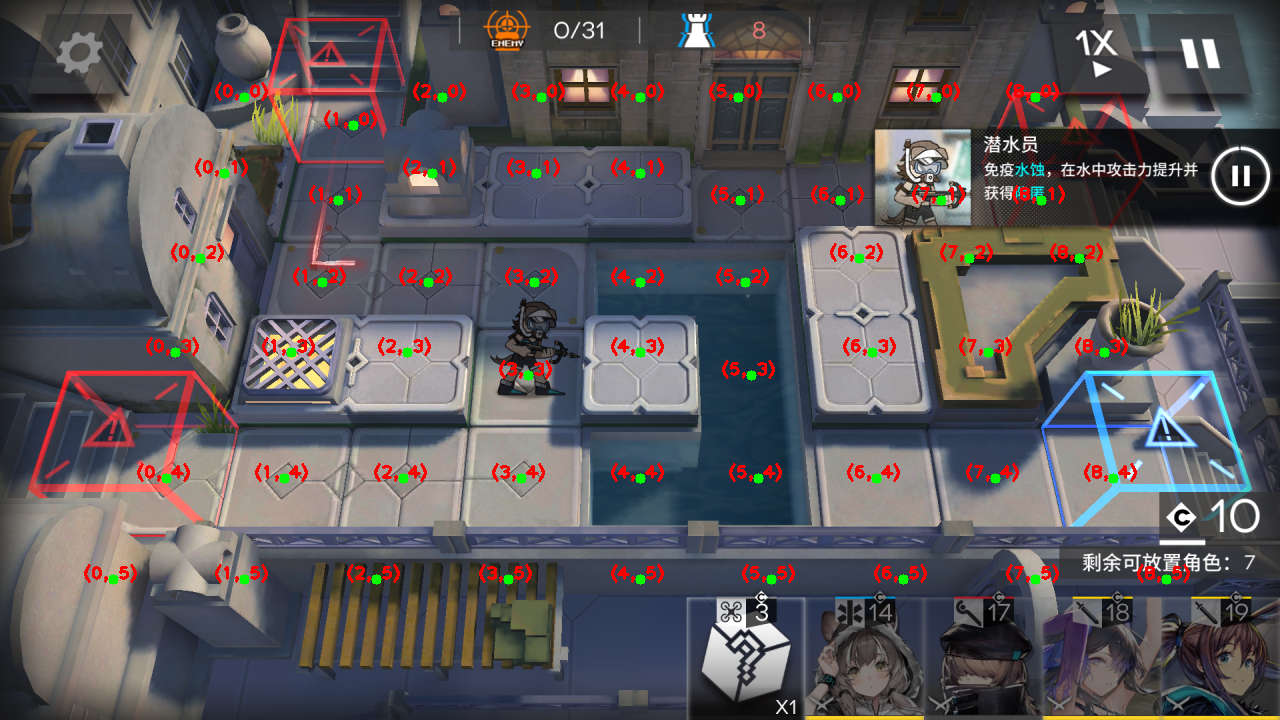 ENEMY
0/31
8
1X
(0, 0) (2, 0) (3, 0) (4, 0) (5, 0) (6, 0) (7, 0) (8, 0)
(1, 0)
潜水员
免疫水蚀，在水中攻击力提升并
获得
(0, 1) (2, 1) (3, 1) (4, 1)
(1, 1) (5, 1) (6, 1) (7, 1) (8, 1)
(0, 2) (6, 2) (7, 2) (8, 2)
(1, 2) (2, 2) (3, 2) (4, 2) (5, 2)
(0, 3) (1, 3) (2, 3) (4, 3) (6, 3) (7, 3) (8, 3)
(3, 3) (5, 3)
(0, 4) (1, 4) (2, 4) (3, 4) (4, 4) (5, 4) (6, 4) (7, 4) (8, 4)
C 10
剩余可放置角色：7
(0, 5) (1, 5) (2, 5) (3, 5) (4, 5) (5, 5) (6, 5) (7, 5) (8, 5)
C C C C C
3 14 17 18 19
X1